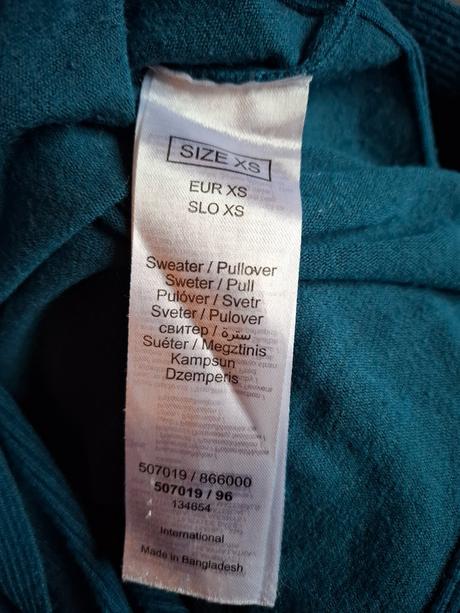 SIZE XS
EUR XS
SLO XS
Sweater / Pullover
Sweter / Pull
Pulóver / Svetr
Sveter / Pulover
свитер / سترة
Suéter / Megztinis
Kampsun
Dzemperis
507019 / 866000
507019 / 96
134654
International
Made in Bangladesh